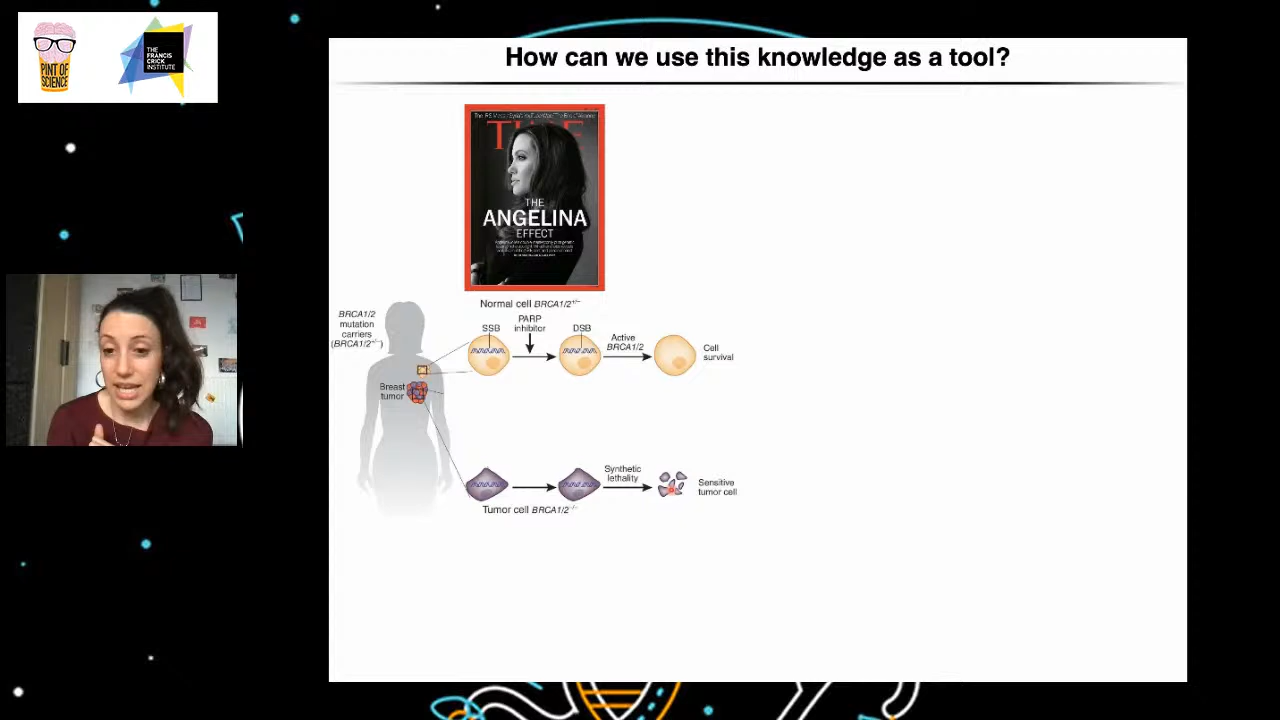 PINT OF
SCIENCE
THE
FRANCIS
CRICK
INSTITUTE
How can we use this knowledge as a tool?
TIME
THE
ANGELINA
EFFECT
Normal cell BRCA1/2+/−
BRCA1/2
mutation
carriers
(BRCA1/2+/−)
SSB
PARP
inhibitor
DSB
Active
BRCA1/2
Cell
survival
Breast
tumor
Synthetic
lethality
Sensitive
tumor cell
Tumor cell BRCA1/2−/−